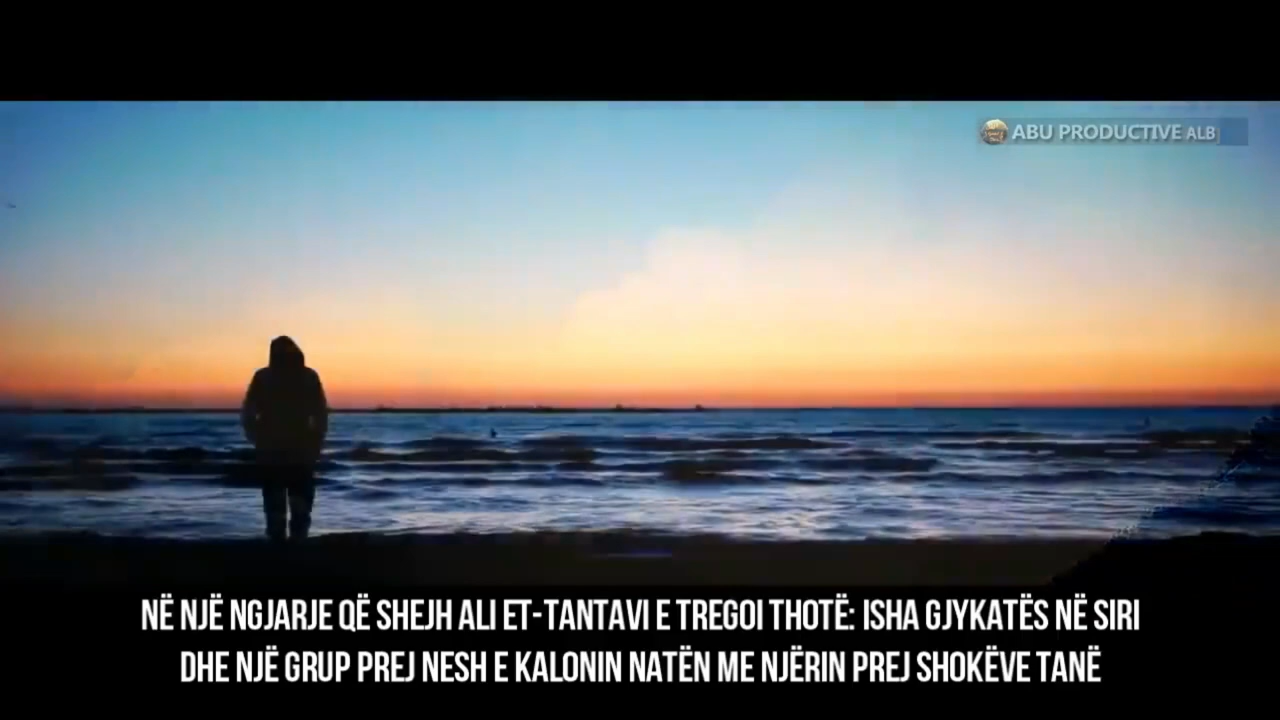 ABU PRODUCTIVE ALB
NË NJË NGJARJE QË SHEJH ALI ET-TANTAVI E TREGOI THOTË: ISHA GJYKATËS NË SIRI
DHE NJË GRUP PREJ NESH E KALONIN NATËN ME NJËRIN PREJ SHOKËVE TANË